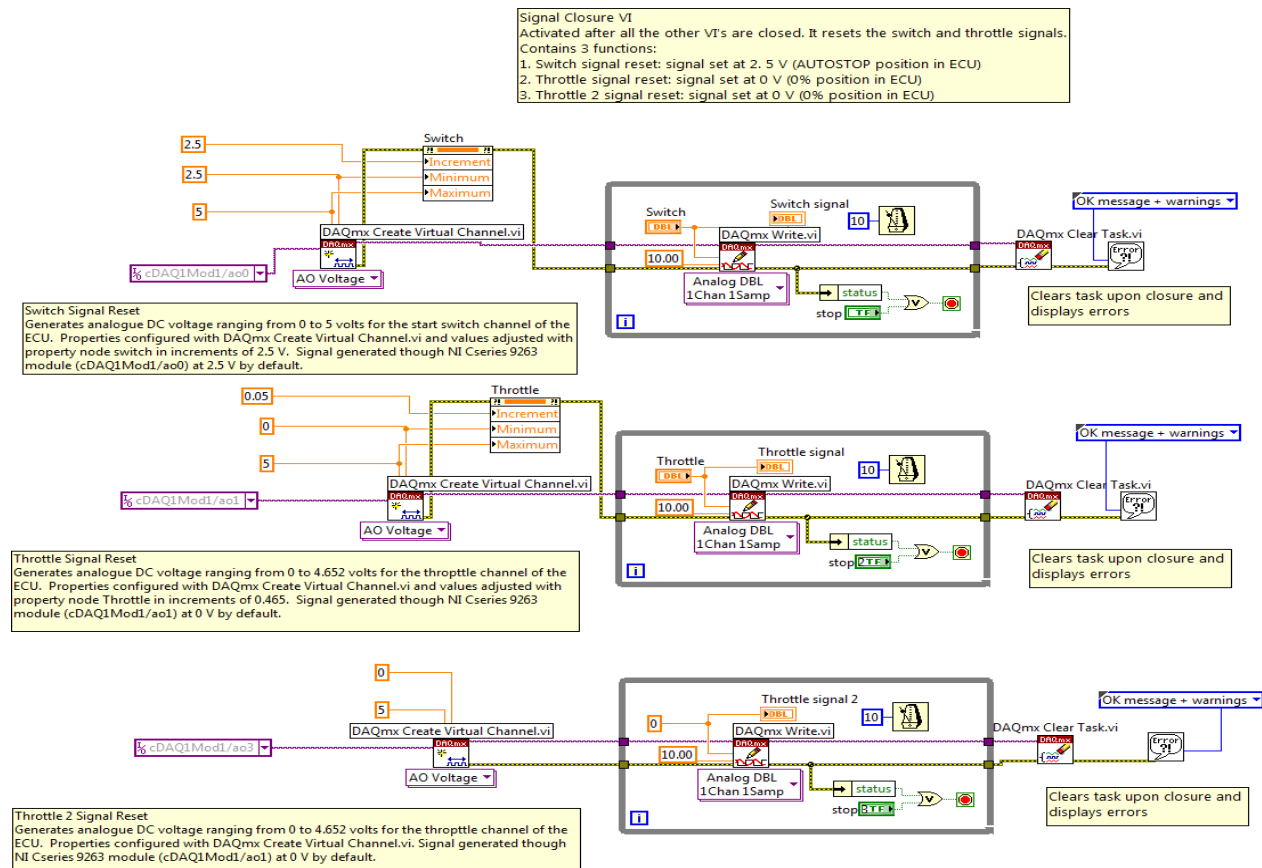 Signal Closure VI
Activated after all the other VI's are closed. It resets the switch and throttle signals.
Contains 3 functions:
1. Switch signal reset: signal set at 2. 5 V (AUTOSTOP position in ECU)
2. Throttle signal reset: signal set at 0 V (0% position in ECU)
3. Throttle 2 signal reset: signal set at 0 V (0% position in ECU)
2.5
2.5
5
Switch
Increment
Minimum
Maximum
DAQmx Create Virtual Channel.vi
DAQmx
cDAQ1Mod1/ao0
AO Voltage
Switch
DBL
Switch signal
DBL
10
DAQmx Write.vi
DAQmx
10.00
Analog DBL
1Chan 1Samp
status
stop
TF
i
OK message + warnings
DAQmx Clear Task.vi
DAQmx
Error
?!
Clears task upon closure and
displays errors
Switch Signal Reset
Generates analogue DC voltage ranging from 0 to 5 volts for the start switch channel of the
ECU. Properties configured with DAQmx Create Virtual Channel.vi and values adjusted with
property node switch in increments of 2.5 V. Signal generated though NI Cseries 9263
module (cDAQ1Mod1/ao0) at 2.5 V by default.
0.05
0
5
Throttle
Increment
Minimum
Maximum
DAQmx Create Virtual Channel.vi
DAQmx
cDAQ1Mod1/ao1
AO Voltage
Throttle
DBL
Throttle signal
DBL
10
DAQmx Write.vi
DAQmx
10.00
Analog DBL
1Chan 1Samp
status
stop
2TF
i
OK message + warnings
DAQmx Clear Task.vi
DAQmx
Error
?!
Clears task upon closure and
displays errors
Throttle Signal Reset
Generates analogue DC voltage ranging from 0 to 4.652 volts for the thropttle channel of the
ECU. Properties configured with DAQmx Create Virtual Channel.vi and values adjusted with
property node Throttle in increments of 0.465. Signal generated though NI Cseries 9263
module (cDAQ1Mod1/ao1) at 0 V by default.
0
5
DAQmx Create Virtual Channel.vi
DAQmx
cDAQ1Mod1/ao3
AO Voltage
Throttle signal 2
DBL
0
10
DAQmx Write.vi
DAQmx
10.00
Analog DBL
1Chan 1Samp
status
stop
3TF
i
OK message + warnings
DAQmx Clear Task.vi
DAQmx
Error
?!
Clears task upon closure and
displays errors
Throttle 2 Signal Reset
Generates analogue DC voltage ranging from 0 to 4.652 volts for the thropttle channel of the
ECU. Properties configured with DAQmx Create Virtual Channel.vi. Signal generated though
NI Cseries 9263 module (cDAQ1Mod1/ao1) at 0 V by default.